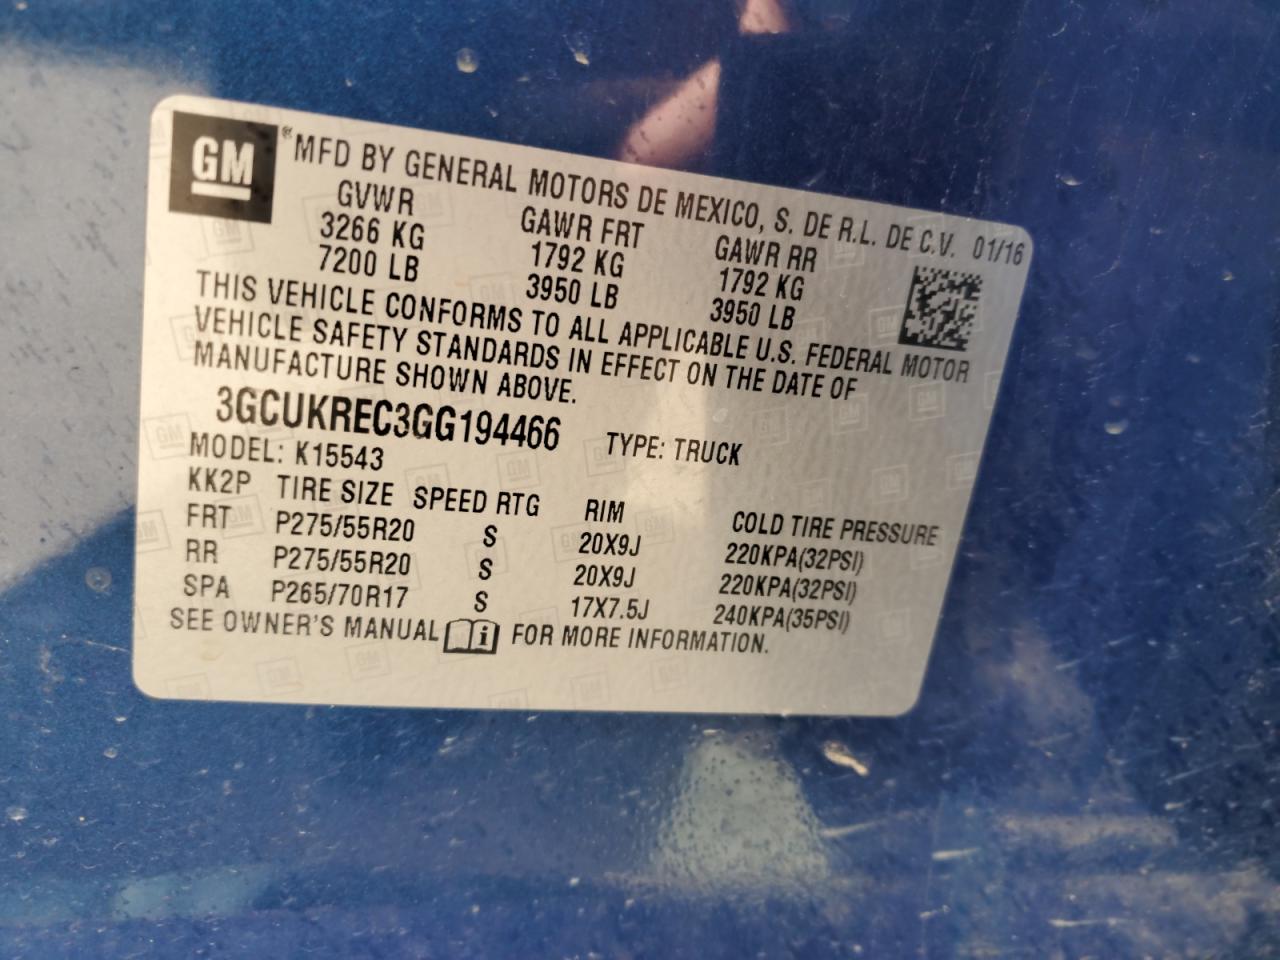 GM® MFD BY GENERAL MOTORS DE MEXICO, S. DE R.L. DE C.V. 01/16
GVWR GAWR FRT GAWR RR
3266 KG 1792 KG 1792 KG
7200 LB 3950 LB 3950 LB
THIS VEHICLE CONFORMS TO ALL APPLICABLE U.S. FEDERAL MOTOR
VEHICLE SAFETY STANDARDS IN EFFECT ON THE DATE OF
MANUFACTURE SHOWN ABOVE.
3GCUKREC3GG194466 TYPE: TRUCK
MODEL: K15543
KK2P TIRE SIZE SPEED RTG RIM COLD TIRE PRESSURE
FRT P275/55R20 S 20X9J 220KPA(32PSI)
RR P275/55R20 S 20X9J 220KPA(32PSI)
SPA P265/70R17 S 17X7.5J 240KPA(35PSI)
SEE OWNER'S MANUAL i FOR MORE INFORMATION.